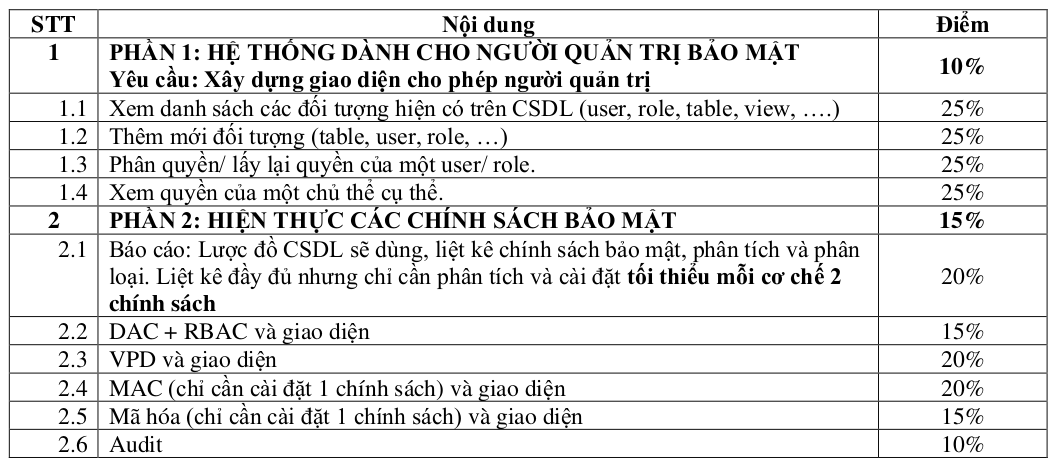 STT Nội dung Điểm
1 PHẦN 1: HỆ THỐNG DÀNH CHO NGƯỜI QUẢN TRỊ BẢO MẬT
Yêu cầu: Xây dựng giao diện cho phép người quản trị 10%
1.1 Xem danh sách các đối tượng hiện có trên CSDL (user, role, table, view, ….) 25%
1.2 Thêm mới đối tượng (table, user, role, …) 25%
1.3 Phân quyền/ lấy lại quyền của một user/ role. 25%
1.4 Xem quyền của một chủ thể cụ thể. 25%
2 PHẦN 2: HIỆN THỰC CÁC CHÍNH SÁCH BẢO MẬT 15%
2.1 Báo cáo: Lược đồ CSDL sẽ dùng, liệt kê chính sách bảo mật, phân tích và phân
loại. Liệt kê đầy đủ nhưng chỉ cần phân tích và cài đặt tối thiểu mỗi cơ chế 2 20%
chính sách
2.2 DAC + RBAC và giao diện 15%
2.3 VPD và giao diện 20%
2.4 MAC (chỉ cần cài đặt 1 chính sách) và giao diện 20%
2.5 Mã hóa (chỉ cần cài đặt 1 chính sách) và giao diện 15%
2.6 Audit 10%